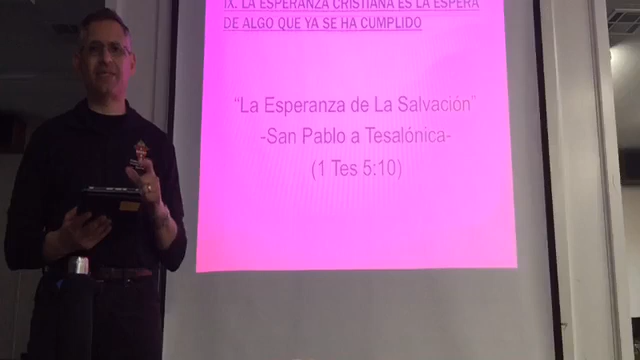 IX. LA ESPERANZA CRISTIANA ES LA ESPERA
DE ALGO QUE YA SE HA CUMPLIDO
“La Esperanza de La Salvación”
-San Pablo a Tesalónica-
(1 Tes 5:10)